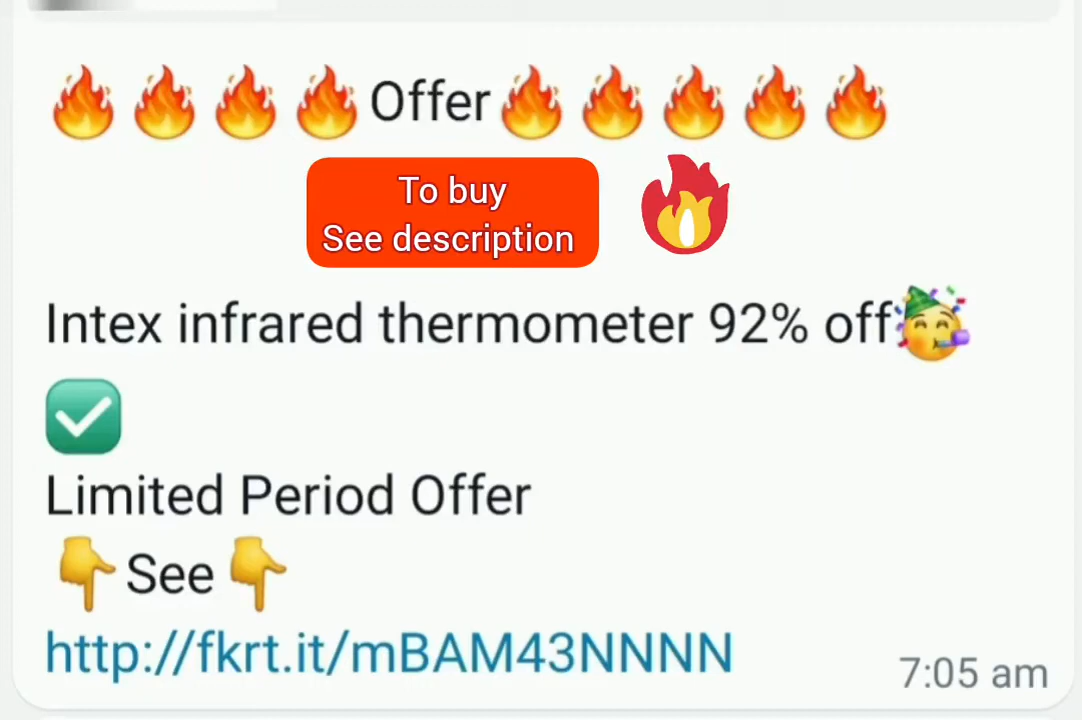 🔥🔥🔥🔥Offer🔥🔥🔥🔥🔥
To buy
See description
Intex infrared thermometer 92% off🥳
✅
Limited Period Offer
👇See👇
http://fkrt.it/mBAM43NNNN
7:05 am